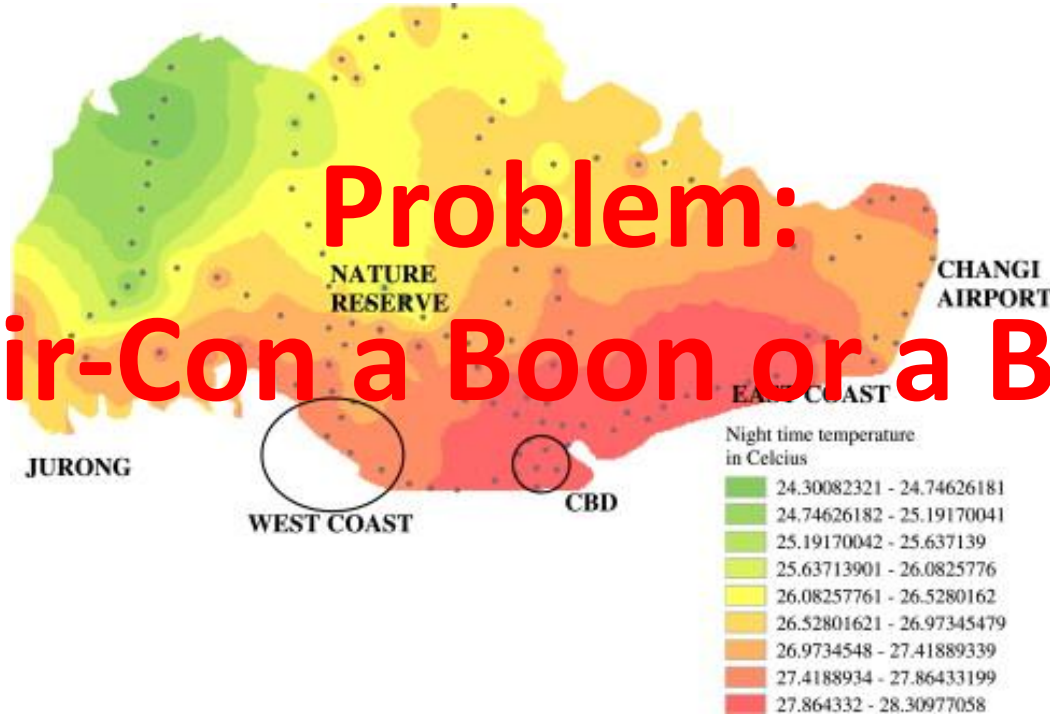 Problem:
NATURE
RESERVE
CHANGI
AIRPORT
ir-Con a Boon or a B
EAST COAST
JURONG
WEST COAST
CBD
Night time temperature
in Celcius
24.30082321 - 24.74626181
24.74626182 - 25.19170041
25.19170042 - 25.637139
25.63713901 - 26.0825776
26.08257761 - 26.5280162
26.52801621 - 26.97345479
26.9734548 - 27.41889339
27.4188934 - 27.86433199
27.864332 - 28.30977058